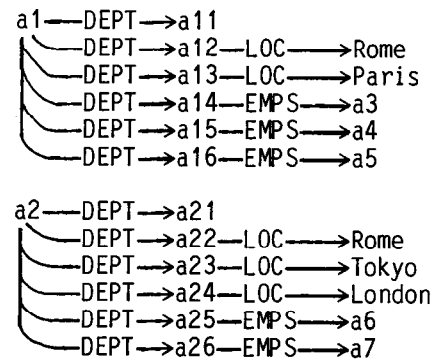 a1—DEPT→a11
DEPT→a12—LOC→Rome
DEPT→a13—LOC→Paris
DEPT→a14—EMPS→a3
DEPT→a15—EMPS→a4
DEPT→a16—EMPS→a5
a2—DEPT→a21
DEPT→a22—LOC→Rome
DEPT→a23—LOC→Tokyo
DEPT→a24—LOC→London
DEPT→a25—EMPS→a6
DEPT→a26—EMPS→a7